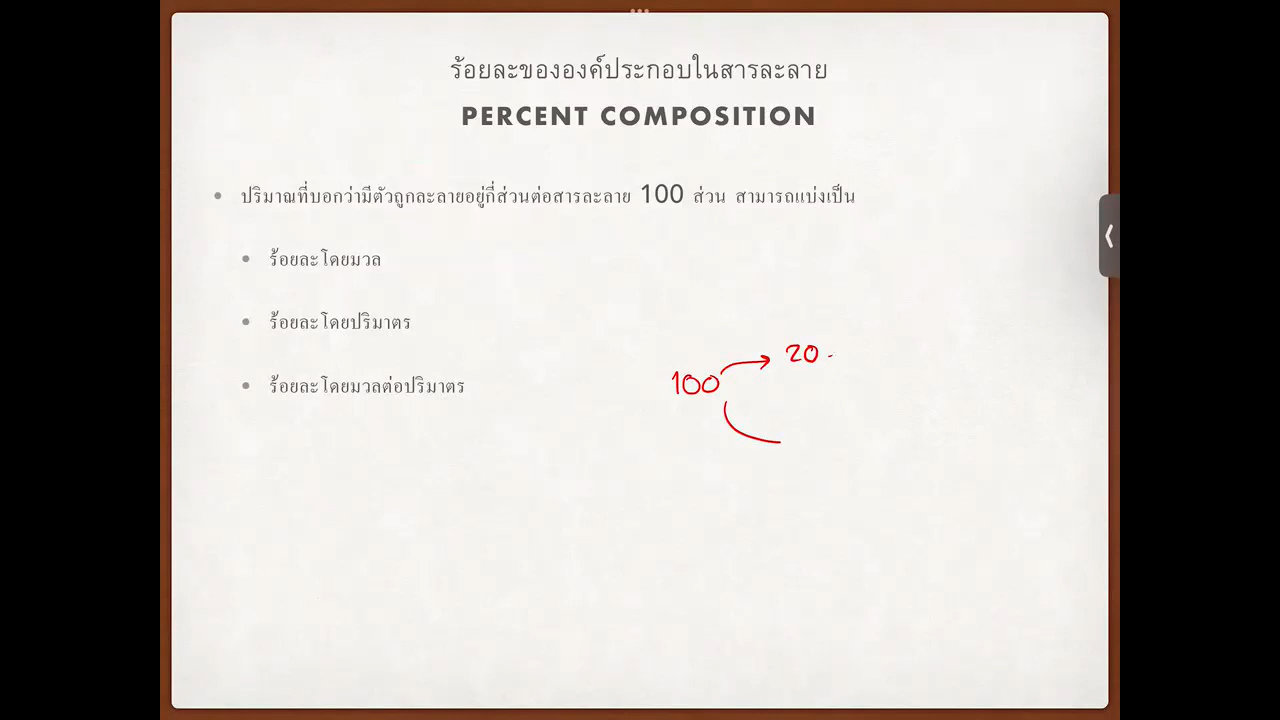 ร้อยละขององค์ประกอบในสารละลาย
PERCENT COMPOSITION
• ปริมาณที่บอกว่ามีตัวถูกละลายอยู่กี่ส่วนต่อสารละลาย 100 ส่วน สามารถแบ่งเป็น
• ร้อยละโดยมวล
• ร้อยละโดยปริมาตร
• ร้อยละโดยมวลต่อปริมาตร
20
100